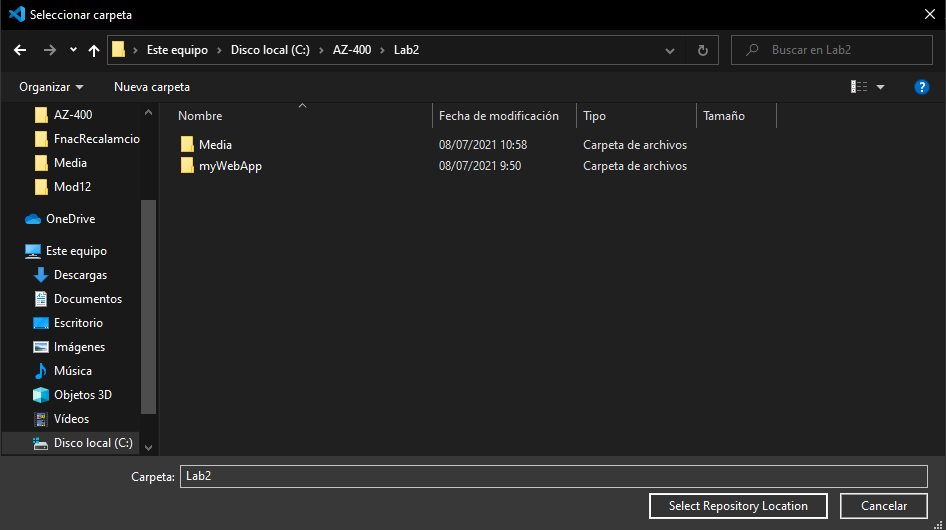 Seleccionar carpeta
Este equipo > Disco local (C:) > AZ-400 > Lab2
Buscar en Lab2
Organizar
Nueva carpeta
?
AZ-400
FnacRecalamcio
Media
Mod12
OneDrive
Este equipo
Descargas
Documentos
Escritorio
Imágenes
Música
Objetos 3D
Vídeos
Disco local (C:)
Nombre Fecha de modificación Tipo Tamaño
Media 08/07/2021 10:58 Carpeta de archivos
myWebApp 08/07/2021 9:50 Carpeta de archivos
Carpeta: Lab2
Select Repository Location
Cancelar